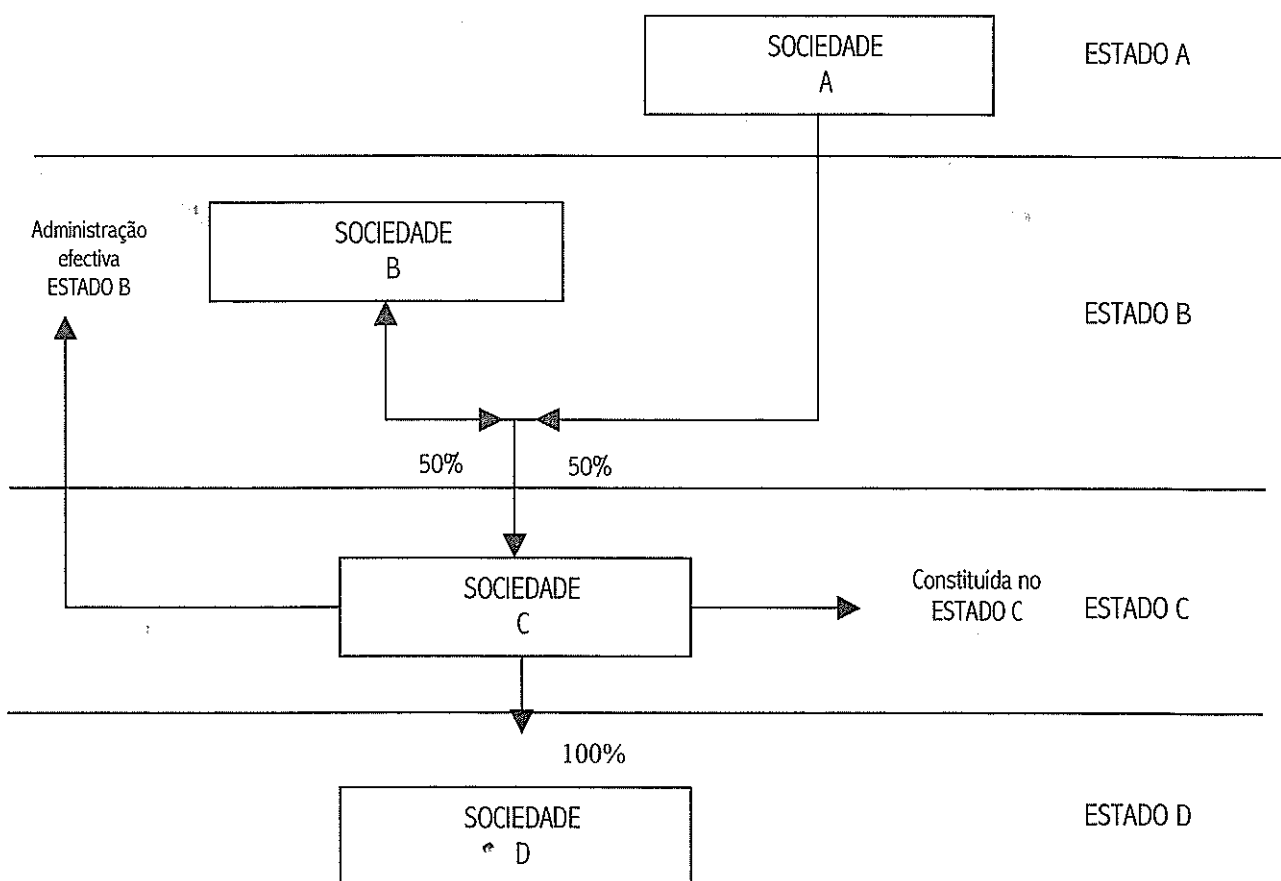 SOCIEDADE
A
ESTADO A
Administração
efectiva
ESTADO B
SOCIEDADE
B
ESTADO B
50%
50%
SOCIEDADE
C
Constituída no
ESTADO C
ESTADO C
100%
SOCIEDADE
D
ESTADO D